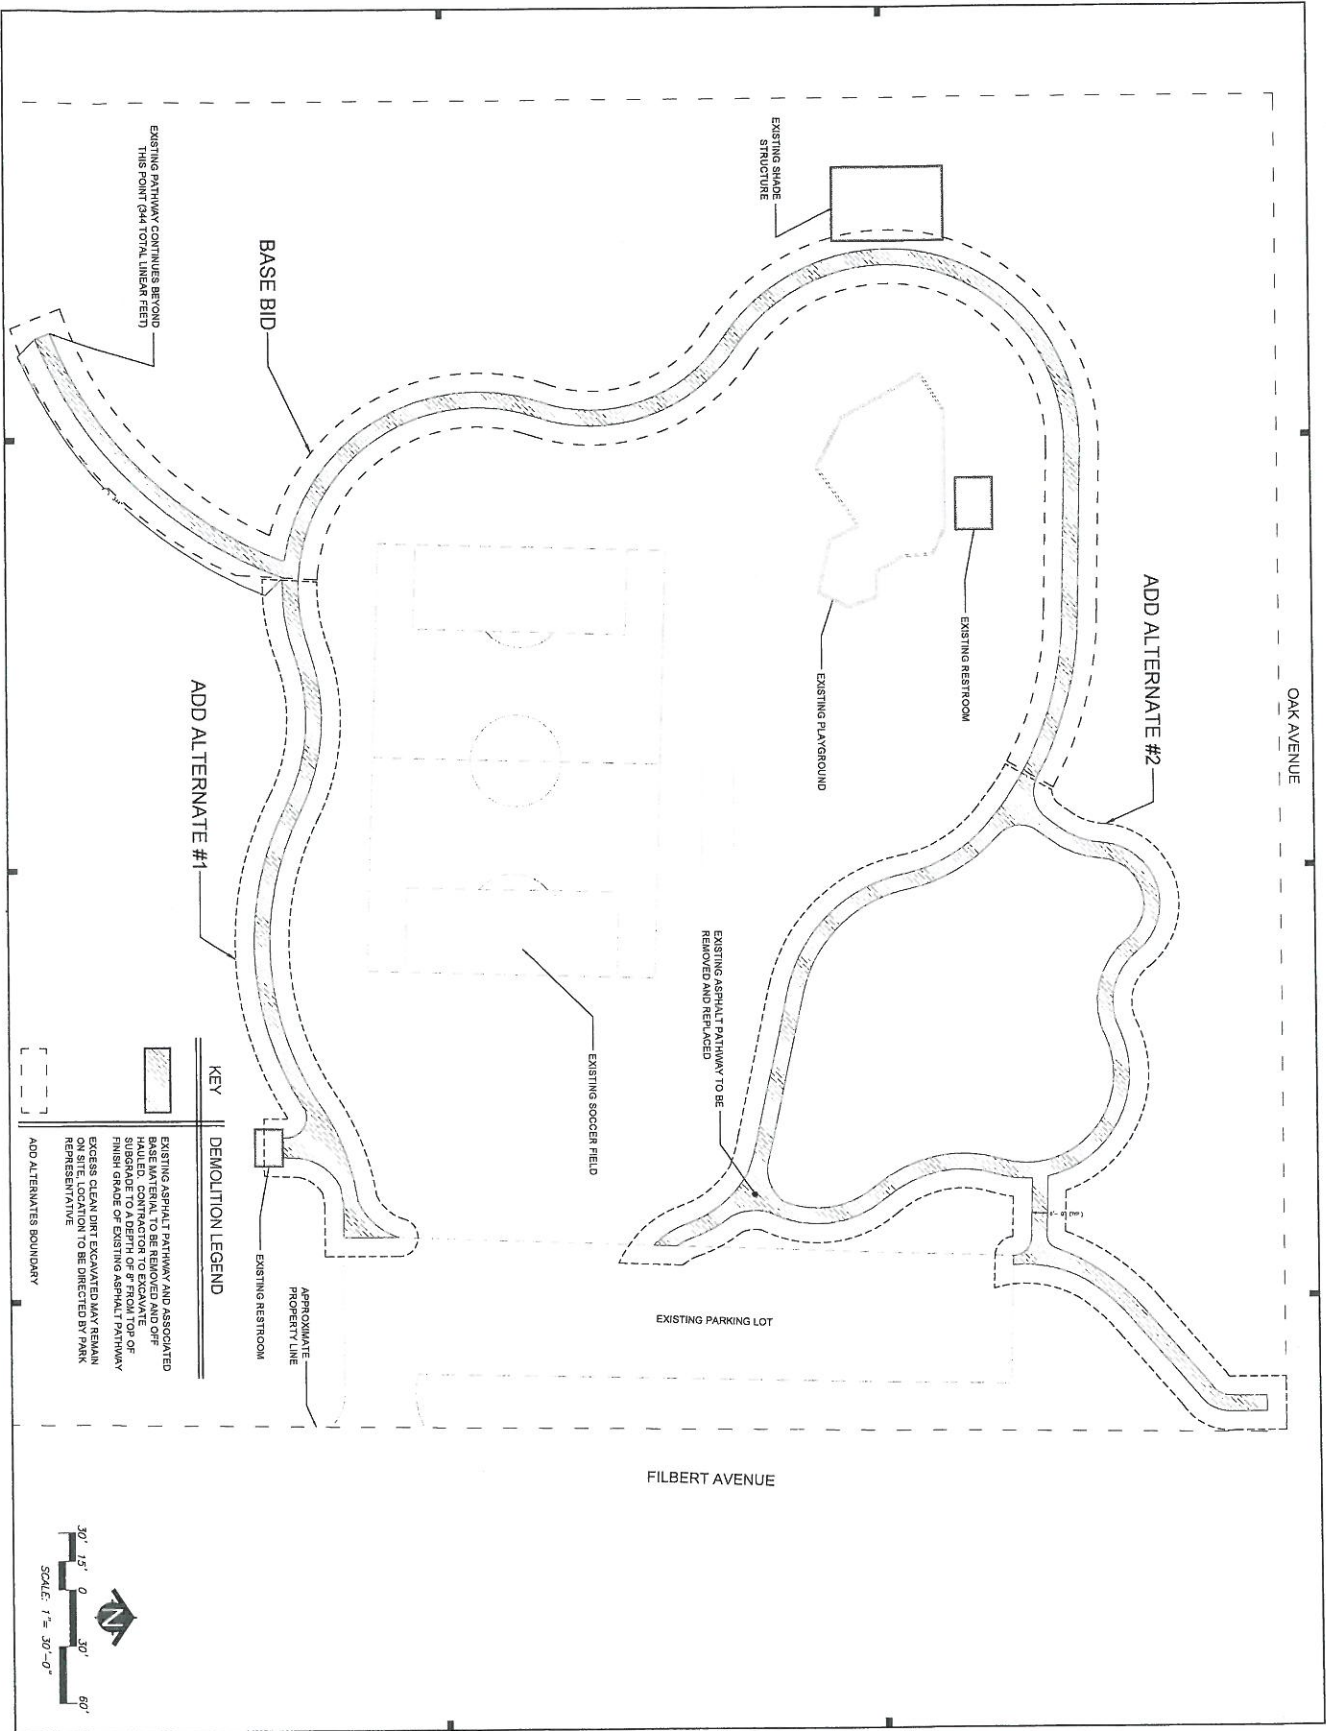 OAK AVENUE
EXISTING SHADE
STRUCTURE
EXISTING PATHWAY CONTINUES BEYOND
THIS POINT (344 TOTAL LINEAR FEET)
BASE BID
ADD ALTERNATE #2
EXISTING RESTROOM
EXISTING PLAYGROUND
ADD ALTERNATE #1
EXISTING ASPHALT PATHWAY TO BE
REMOVED AND REPLACED
EXISTING SOCCER FIELD
EXISTING RESTROOM
APPROXIMATE
PROPERTY LINE
EXISTING PARKING LOT
FILBERT AVENUE
KEY
DEMOLITION LEGEND
EXISTING ASPHALT PATHWAY AND ASSOCIATED
BASE MATERIAL TO BE REMOVED AND OFF
HAULED. CONTRACTOR TO EXCAVATE
SUBGRADE TO A DEPTH OF 8" FROM TOP OF
FINISH GRADE OF EXISTING ASPHALT PATHWAY
EXCESS CLEAN DIRT EXCAVATED MAY REMAIN
ON SITE, LOCATION TO BE DIRECTED BY PARK
REPRESENTATIVE
ADD ALTERNATES BOUNDARY
N
30' 15' 0 30' 60'
SCALE: 1"= 30'-0"